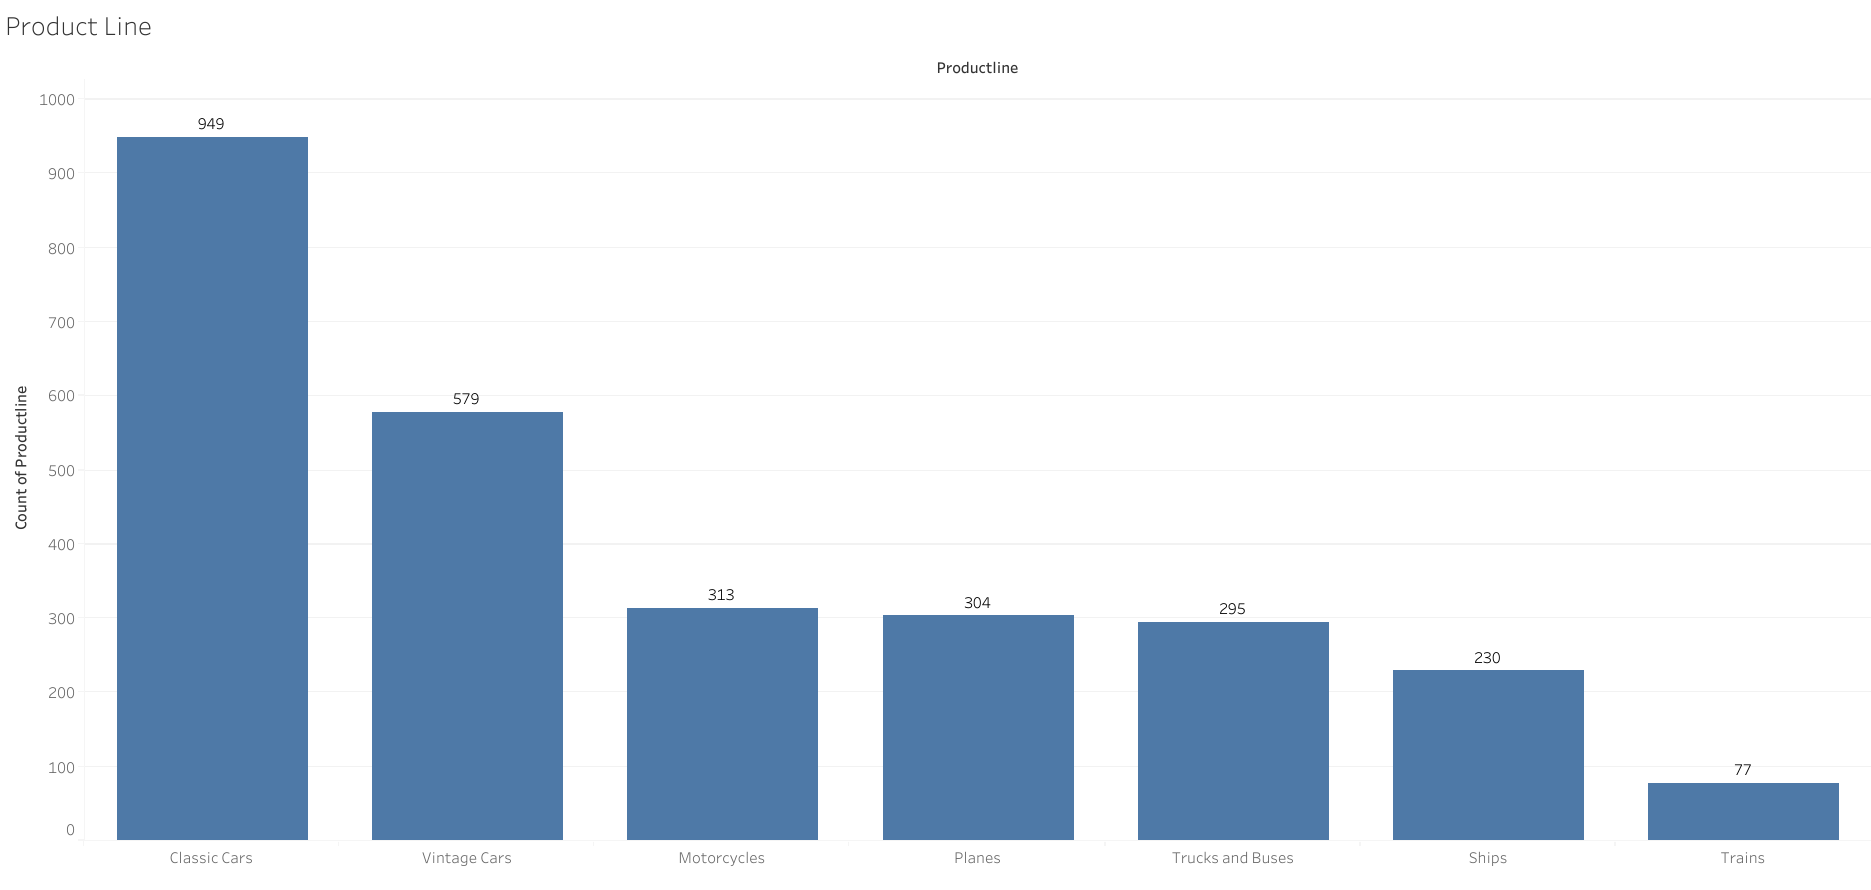 Product Line
Productline
Count of Productline
1000
900
800
700
600
500
400
300
200
100
0
949
579
313
304
295
230
77
Classic Cars
Vintage Cars
Motorcycles
Planes
Trucks and Buses
Ships
Trains